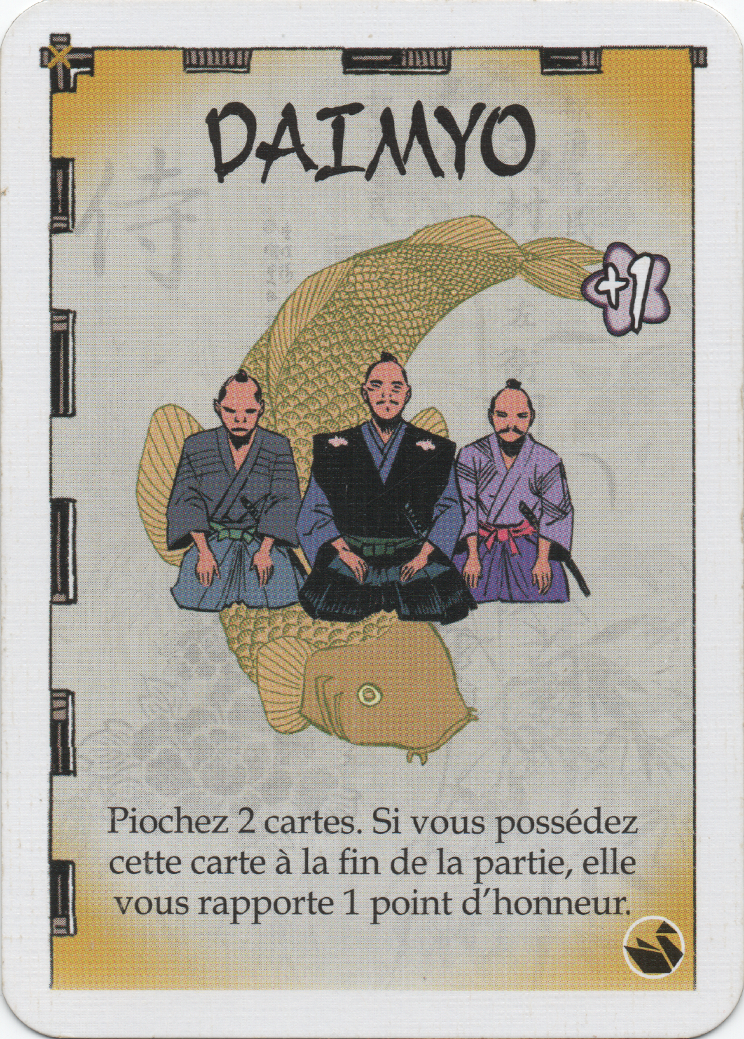 DAIMYO
侍
+1
Piochez 2 cartes. Si vous possédez
cette carte à la fin de la partie, elle
vous rapporte 1 point d'honneur.